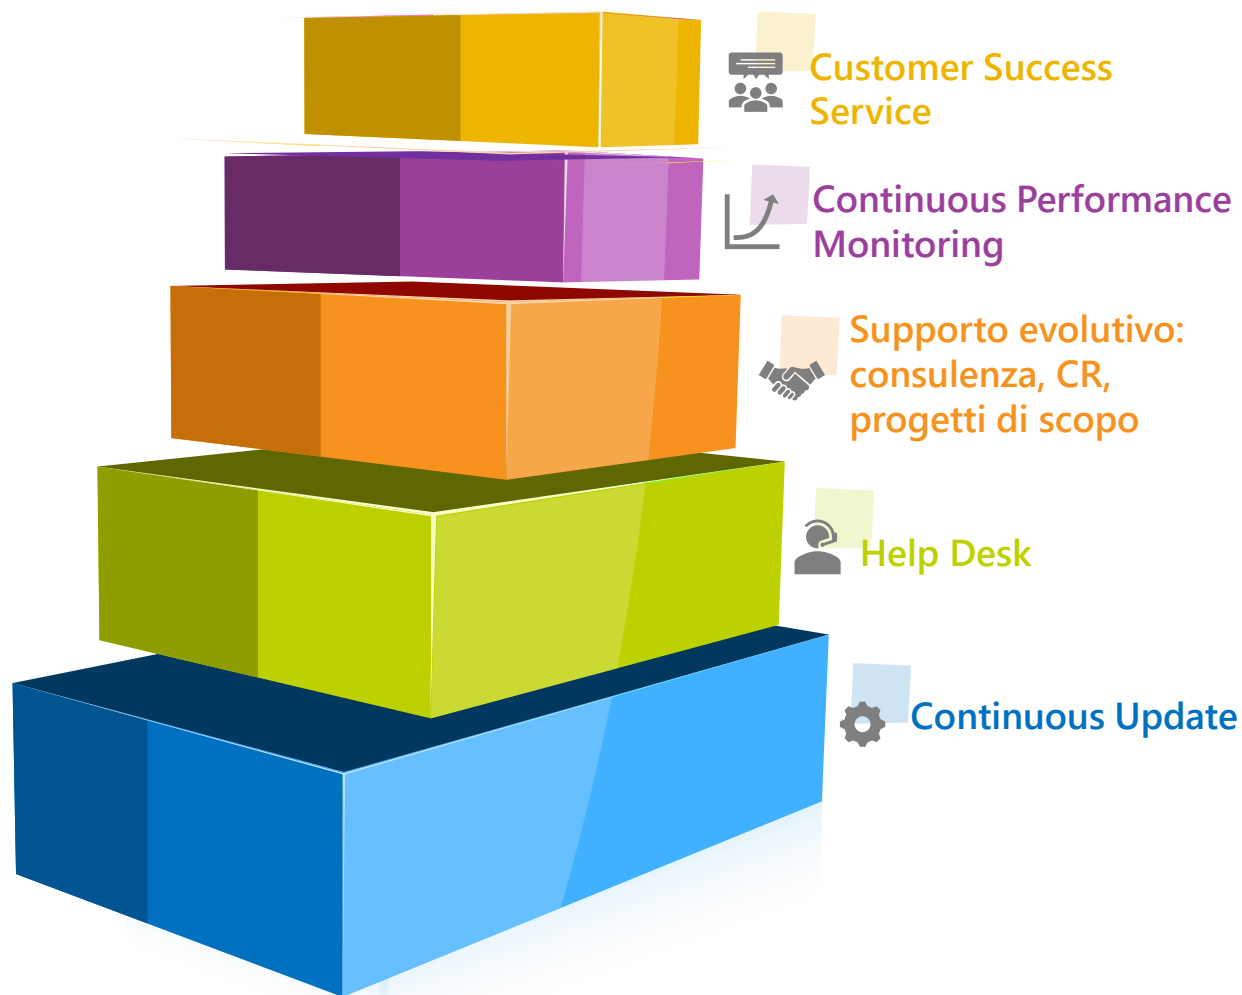 Customer Success
Service
Continuous Performance
Monitoring
Supporto evolutivo:
consulenza, CR,
progetti di scopo
Help Desk
Continuous Update